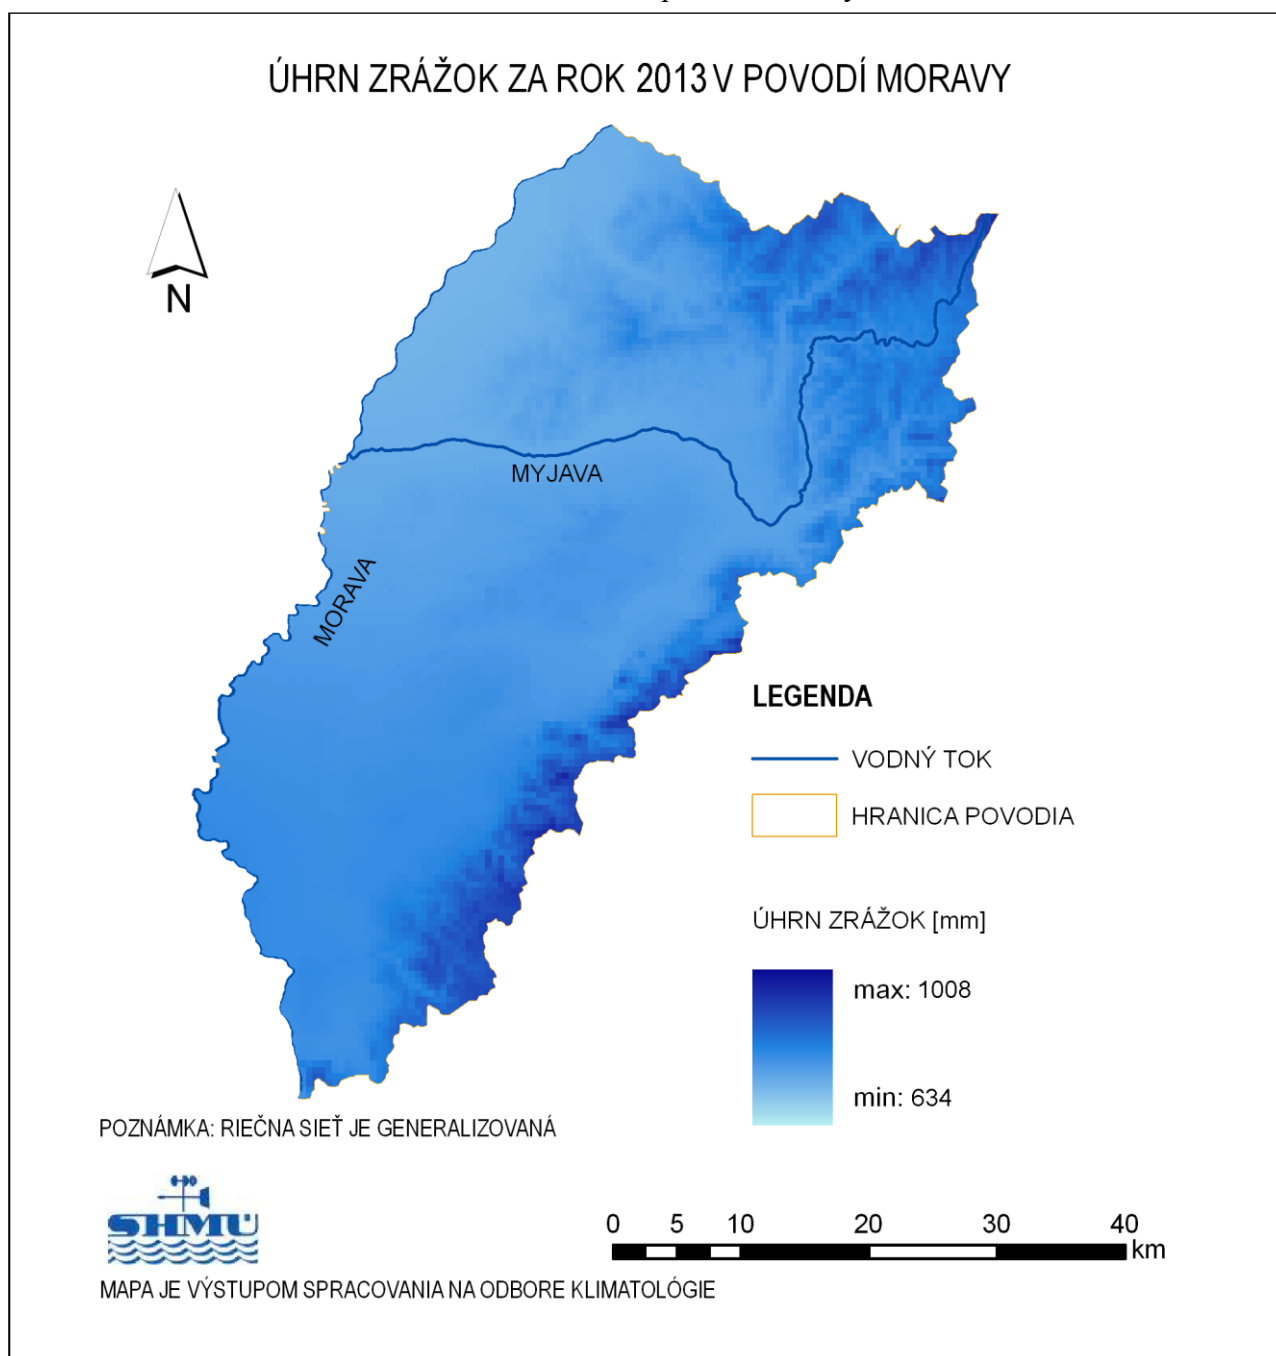 ÚHRN ZRÁŽOK ZA ROK 2013 V POVODÍ MORAVY
N
MYJAVA
MORAVA
LEGENDA
VODNÝ TOK
HRANICA POVODIA
ÚHRN ZRÁŽOK [mm]
max: 1008
min: 634
POZNÁMKA: RIEČNA SIEŤ JE GENERALIZOVANÁ
SHMÚ
0 5 10 20 30 40
km
MAPA JE VÝSTUPOM SPRACOVANIA NA ODBORE KLIMATOLÓGIE